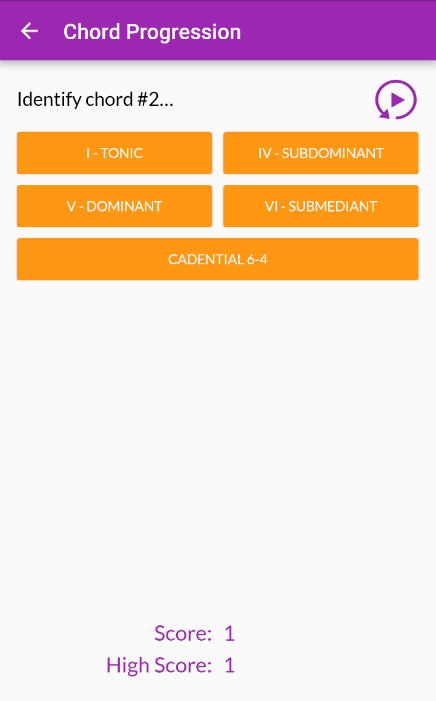 Chord Progression
Identify chord #2...
I - TONIC
IV - SUBDOMINANT
V - DOMINANT
VI - SUBMEDIANT
CADENTIAL 6-4
Score: 1
High Score: 1